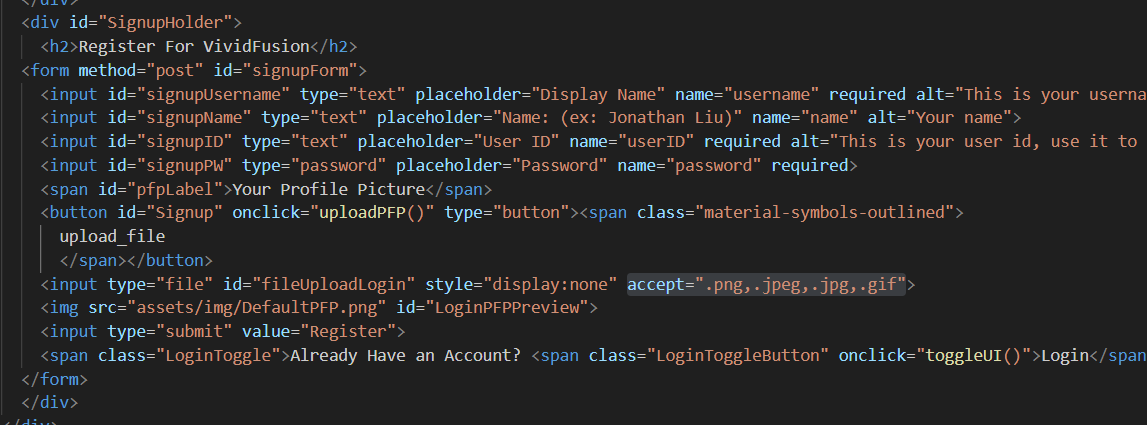 </div>
<div id="SignupHolder">
<h2>Register For VividFusion</h2>
<form method="post" id="signupForm">
<input id="signupUsername" type="text" placeholder="Display Name" name="username" required alt="This is your userna
<input id="signupName" type="text" placeholder="Name: (ex: Jonathan Liu)" name="name" alt="Your name">
<input id="signupID" type="text" placeholder="User ID" name="userID" required alt="This is your user id, use it to
<input id="signupPW" type="password" placeholder="Password" name="password" required>
<span id="pfpLabel">Your Profile Picture</span>
<button id="Signup" onclick="uploadPFP()" type="button"><span class="material-symbols-outlined">
upload_file
</span></button>
<input type="file" id="fileUploadLogin" style="display:none" accept=".png,.jpeg,.jpg,.gif">
<img src="assets/img/DefaultPFP.png" id="LoginPFPPreview">
<input type="submit" value="Register">
<span class="LoginToggle">Already Have an Account? <span class="LoginToggleButton" onclick="toggleUI()">Login</span
</form>
</div>
</div>